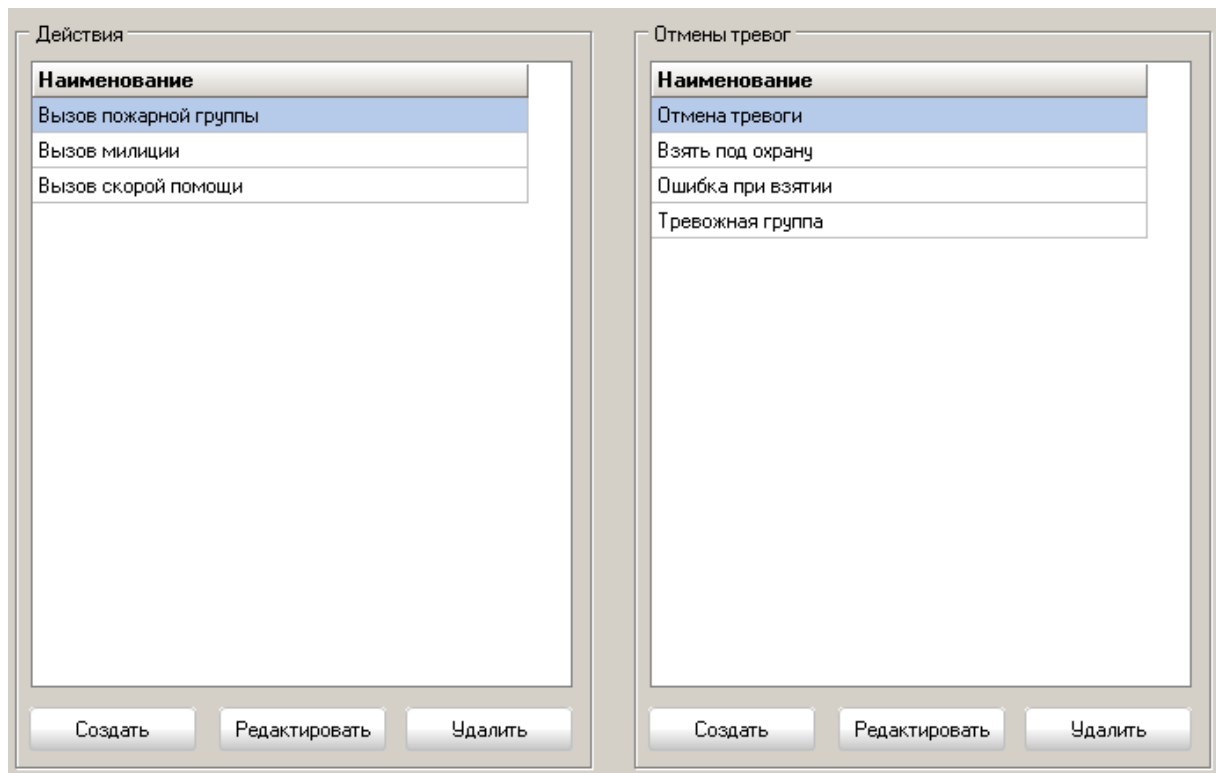 Действия
Наименование
Вызов пожарной группы
Вызов милиции
Вызов скорой помощи
Создать Редактировать Удалить
Отмены тревог
Наименование
Отмена тревоги
Взять под охрану
Ошибка при взятии
Тревожная группа
Создать Редактировать Удалить